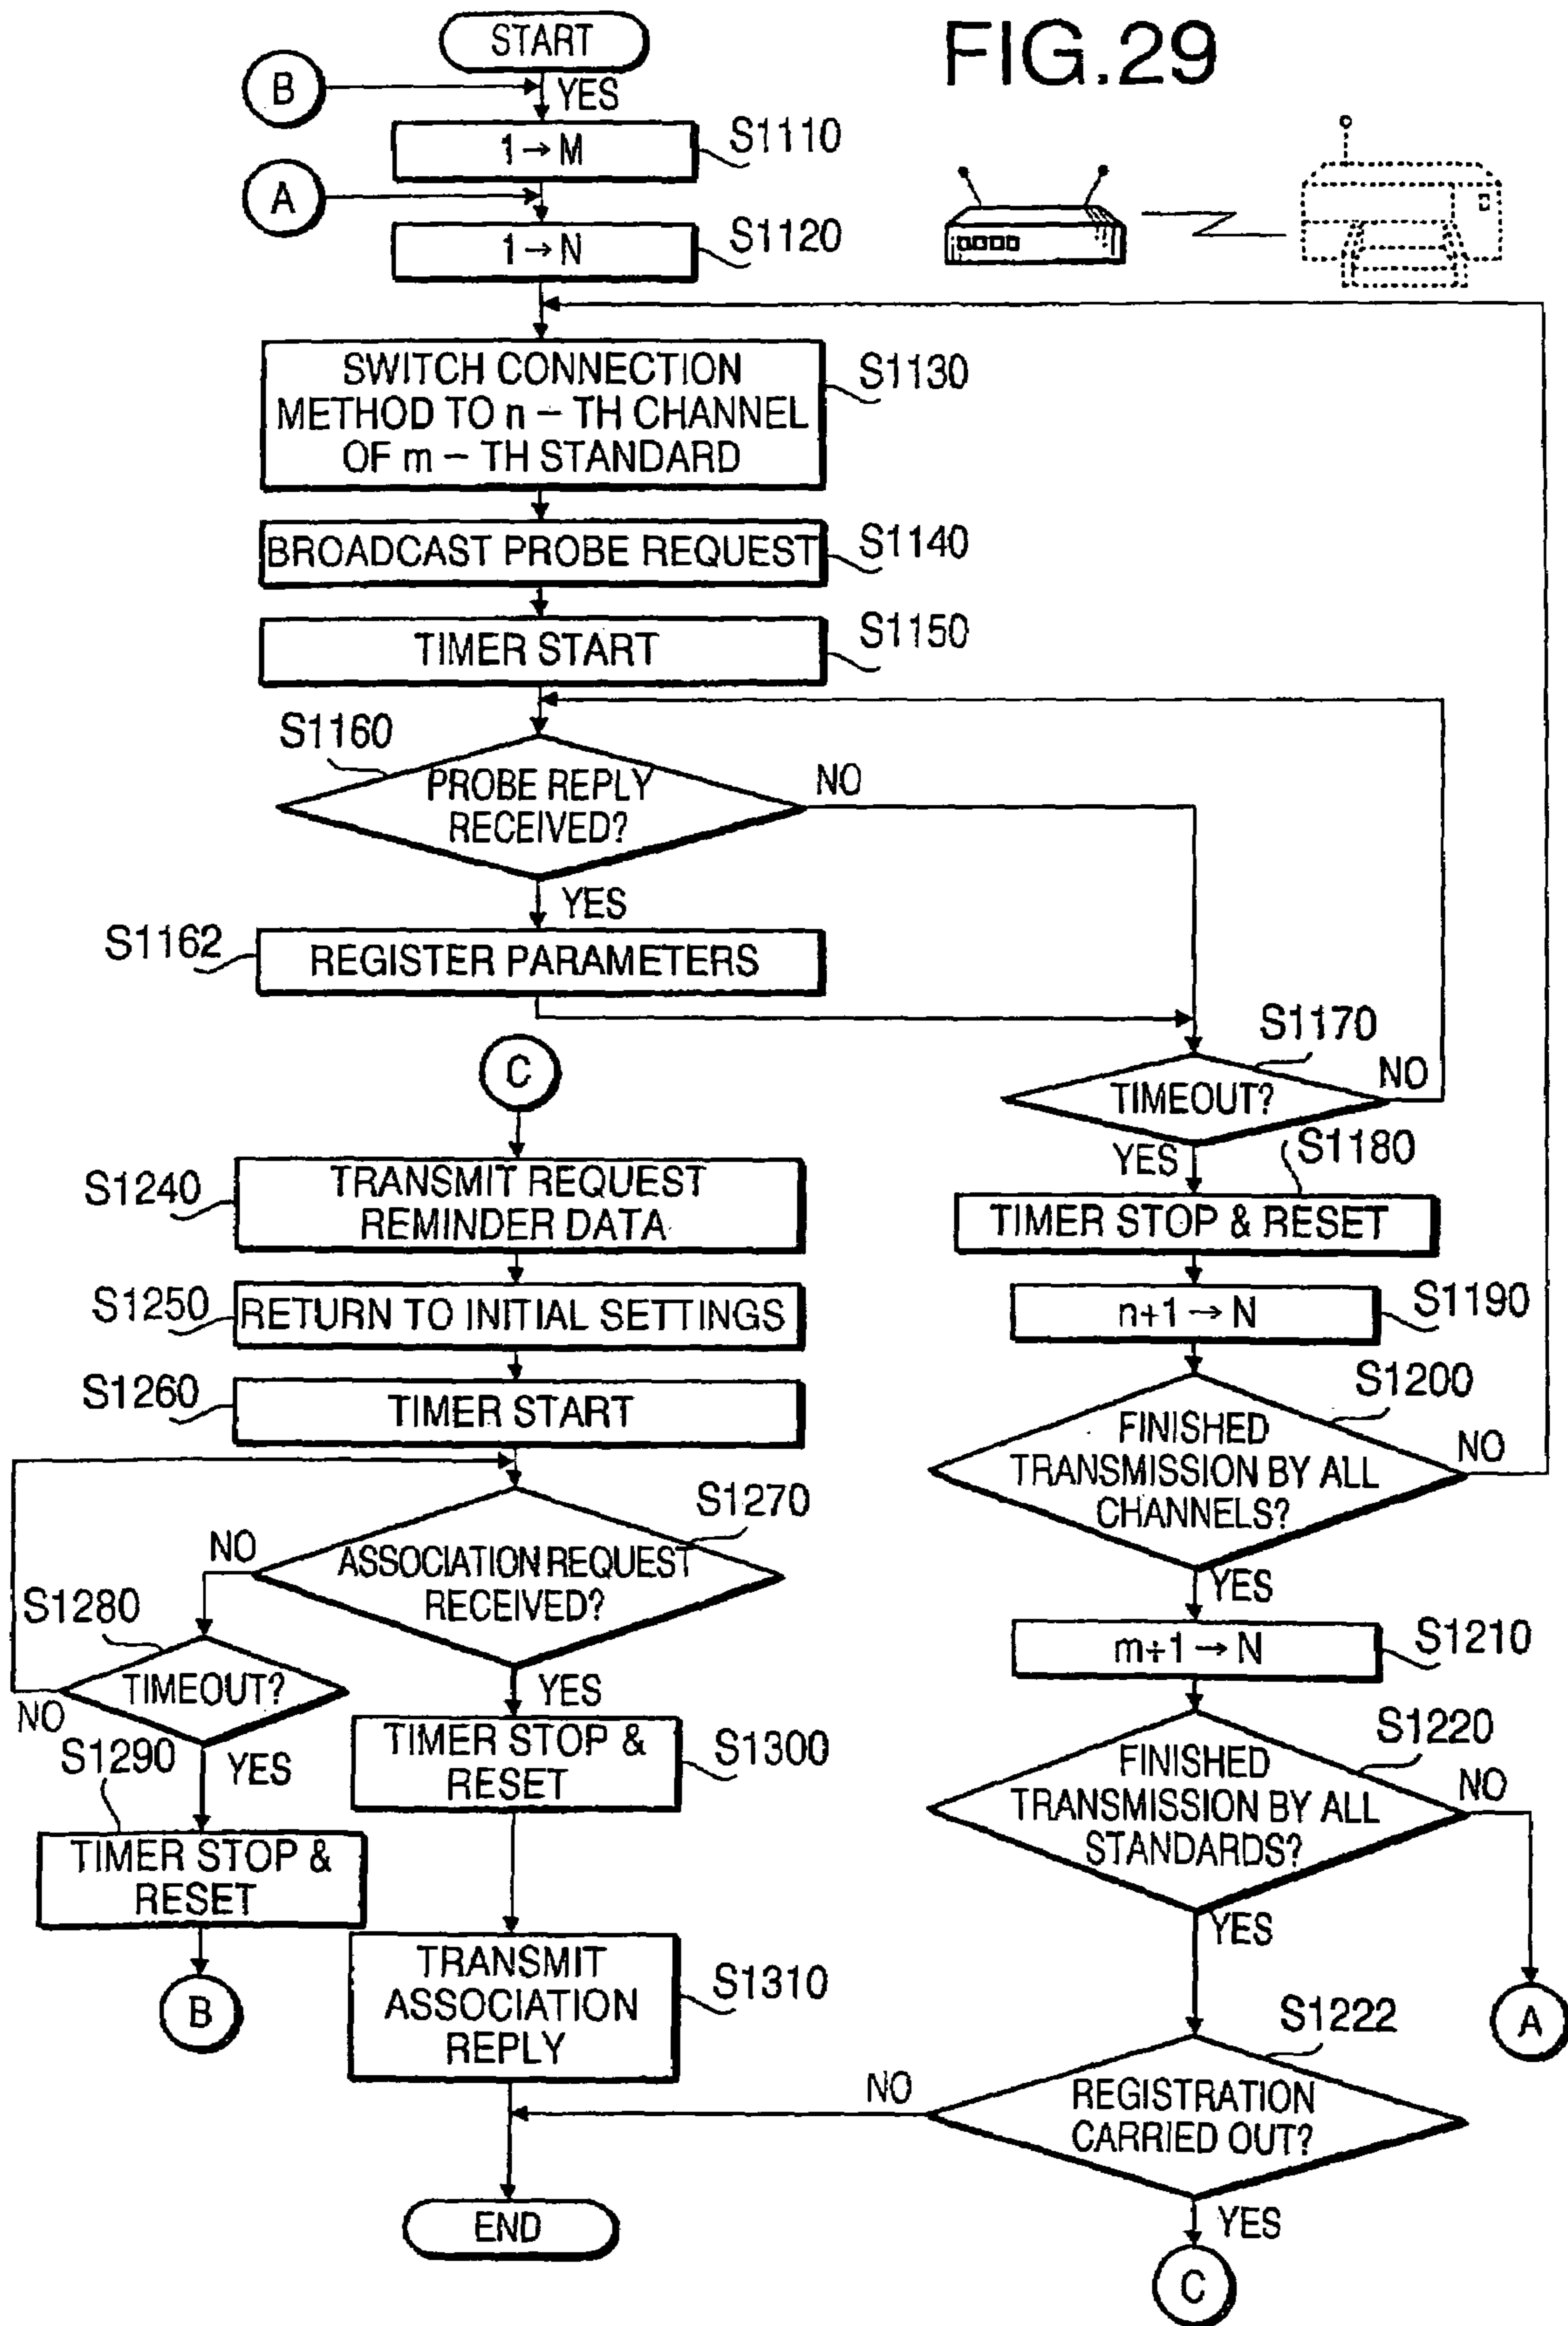 FIG.29
START
B
YES
1→M
S1110
A
1→N
S1120
SWITCH CONNECTION
METHOD TO n – TH CHANNEL
OF m – TH STANDARD
S1130
BROADCAST PROBE REQUEST
S1140
TIMER START
S1150
S1160
PROBE REPLY
RECEIVED?
NO
YES
S1162
REGISTER PARAMETERS
S1170
TIMEOUT?
NO
YES
S1180
TIMER STOP & RESET
n+1→N
S1190
S1200
FINISHED
TRANSMISSION BY ALL
CHANNELS?
NO
YES
m+1→N
S1210
S1220
FINISHED
TRANSMISSION BY ALL
STANDARDS?
NO
YES
A
S1222
REGISTRATION
CARRIED OUT?
NO
YES
C
C
S1240
TRANSMIT REQUEST
REMINDER DATA
S1250
RETURN TO INITIAL SETTINGS
S1260
TIMER START
S1270
ASSOCIATION REQUEST
RECEIVED?
NO
YES
S1280
TIMEOUT?
NO
YES
S1290
TIMER STOP &
RESET
B
TIMER STOP &
RESET
S1300
TRANSMIT
ASSOCIATION
REPLY
S1310
END